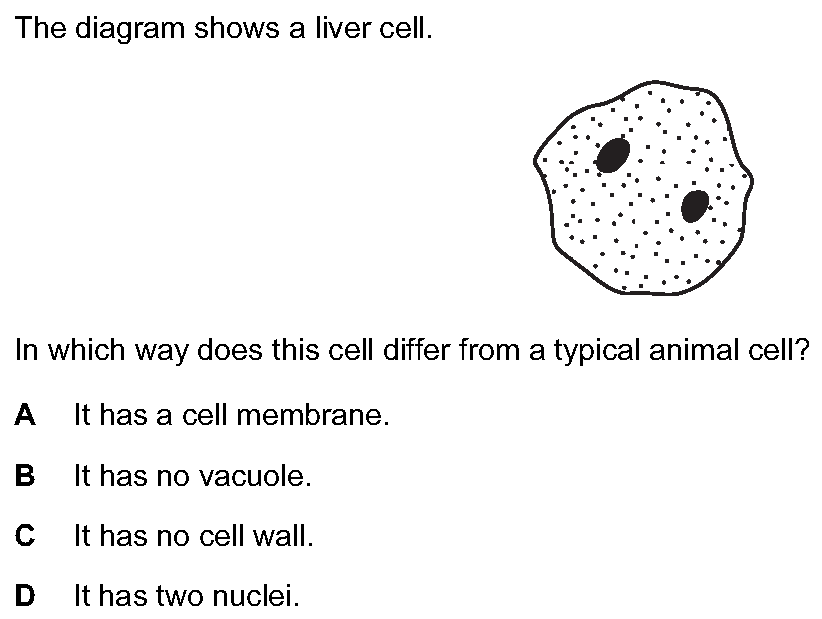 The diagram shows a liver cell.
In which way does this cell differ from a typical animal cell?
A It has a cell membrane.
B It has no vacuole.
C It has no cell wall.
D It has two nuclei.